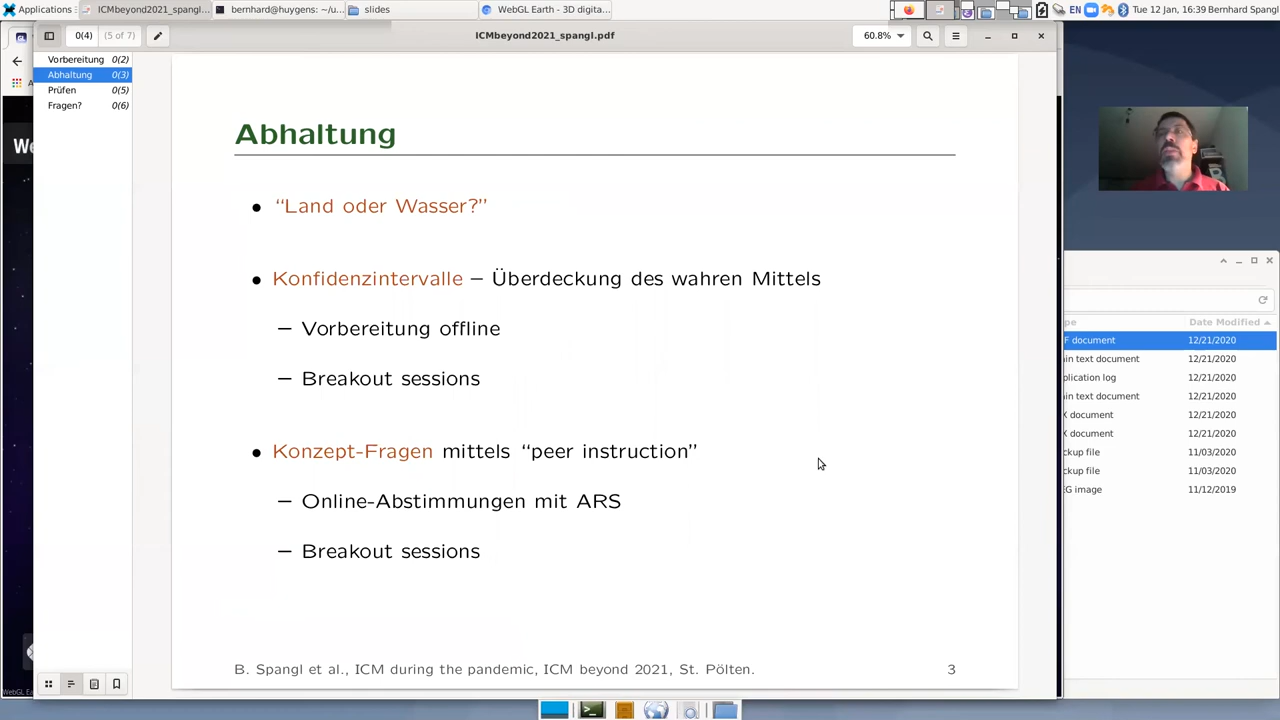 Applications
ICMbeyond2021_spangl...
bernhard@huygens: ~/u...
slides
WebGL Earth - 3D digita...
EN
Tue 12 Jan, 16:39 Bernhard Spangl
0(4)
(5 of 7)
ICMbeyond2021_spangl.pdf
60.8%
Vorbereitung 0(2)
Abhaltung 0(3)
Prüfen 0(5)
Fragen? 0(6)
Abhaltung
• “Land oder Wasser?”
• Konfidenzintervalle – Überdeckung des wahren Mittels
– Vorbereitung offline
– Breakout sessions
• Konzept-Fragen mittels “peer instruction”
– Online-Abstimmungen mit ARS
– Breakout sessions
B. Spangl et al., ICM during the pandemic, ICM beyond 2021, St. Pölten. 3
We
WebGL Ea
pe Date Modified
F document 12/21/2020
in text document 12/21/2020
plication log 12/21/2020
in text document 12/21/2020
X document 12/21/2020
X document 12/21/2020
ckup file 11/03/2020
ckup file 11/03/2020
G image 11/12/2019